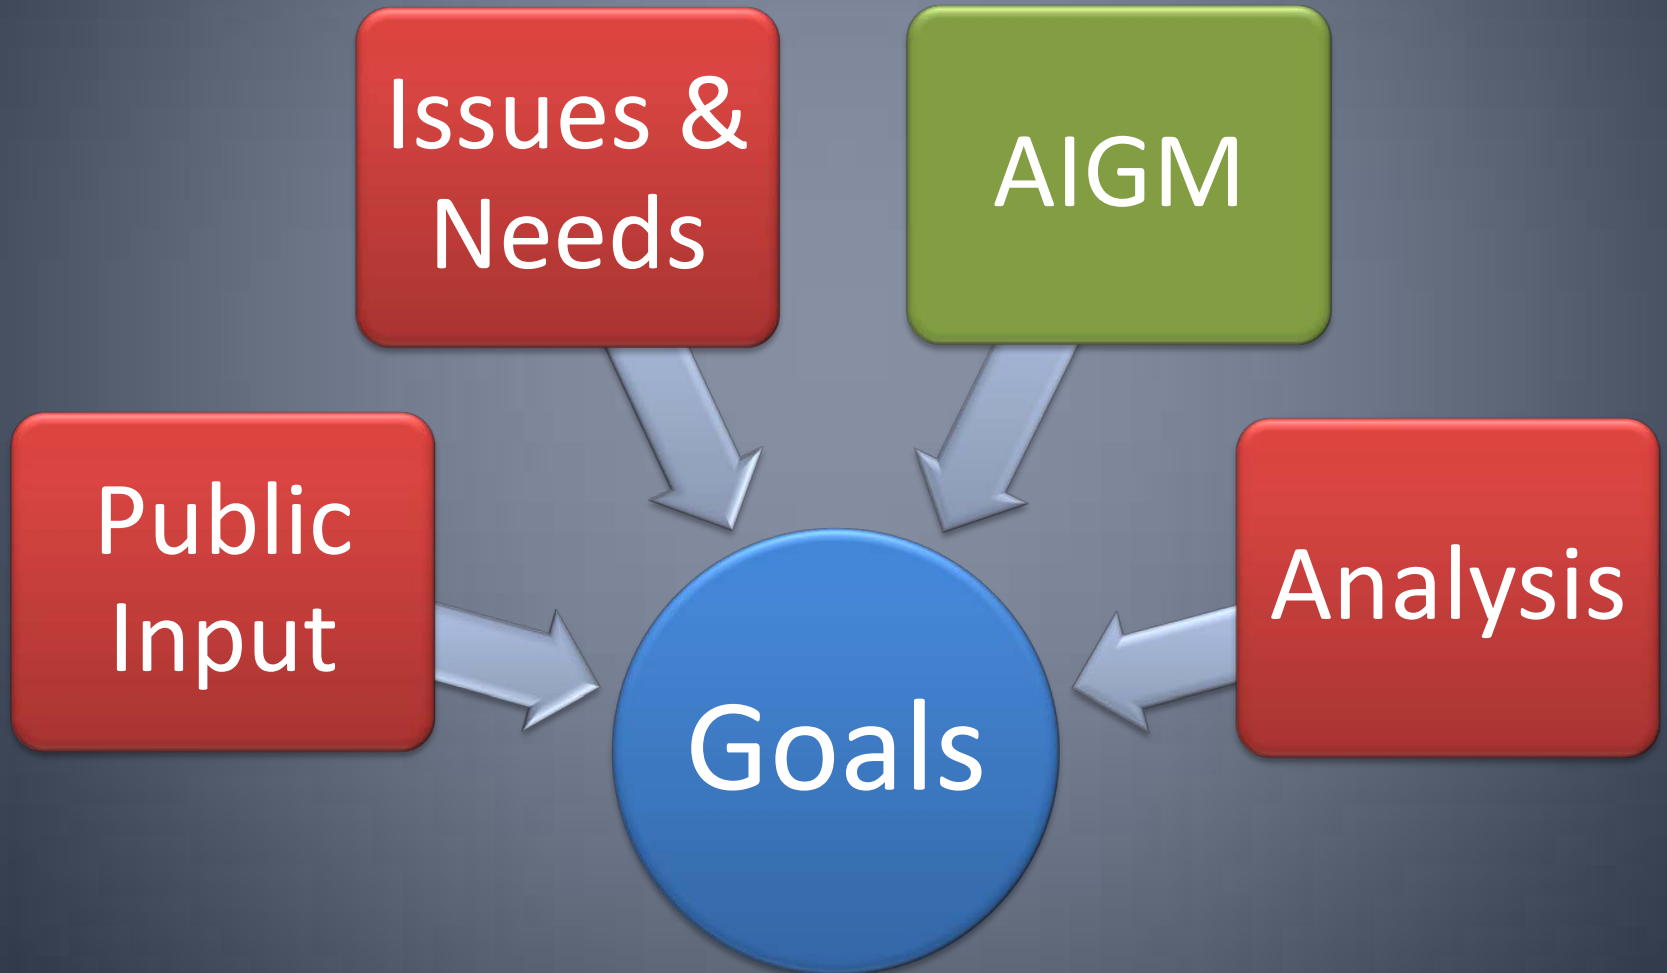 Issues &
Needs
AIGM
Public
Input
Analysis
Goals